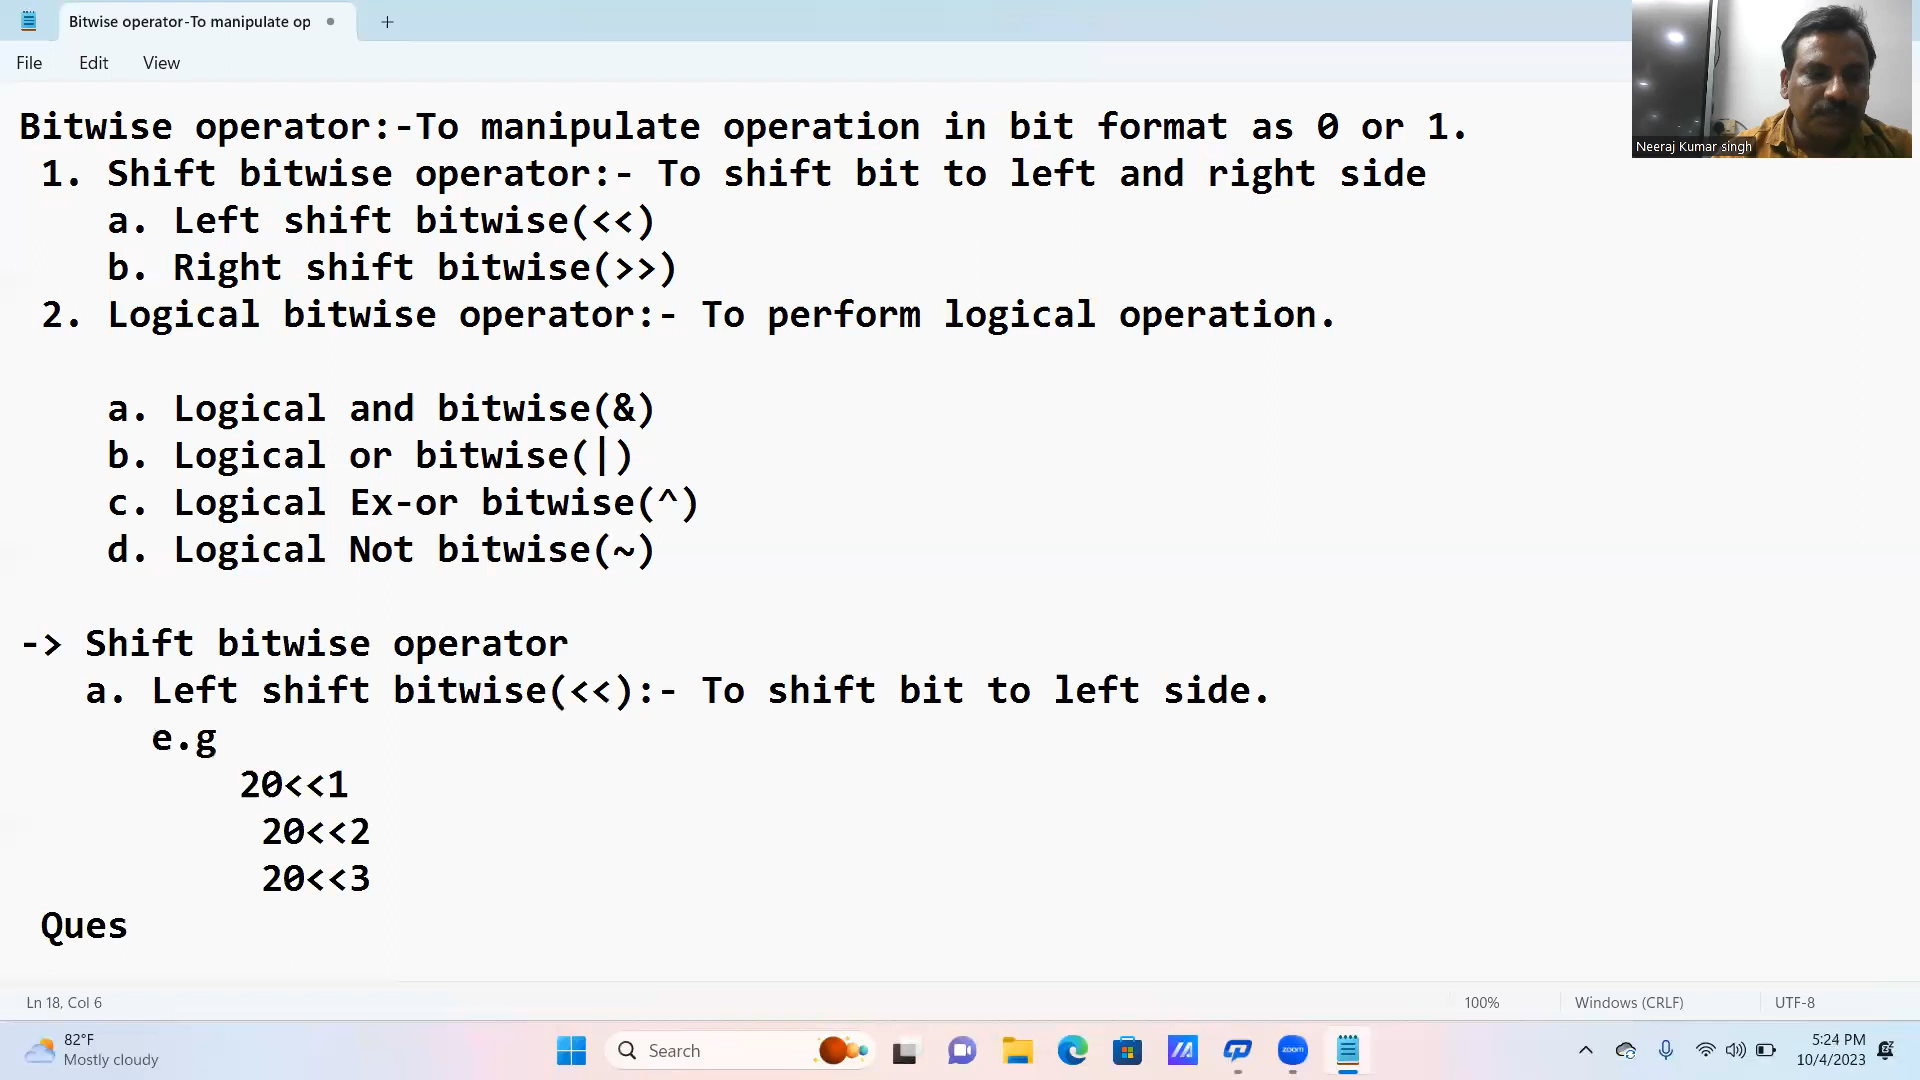 Bitwise operator-To manipulate op
File Edit View
Neeraj Kumar singh
Bitwise operator:-To manipulate operation in bit format as 0 or 1.
1. Shift bitwise operator:- To shift bit to left and right side
a. Left shift bitwise(<<)
b. Right shift bitwise(>>)
2. Logical bitwise operator:- To perform logical operation.
a. Logical and bitwise(&)
b. Logical or bitwise(|)
c. Logical Ex-or bitwise(^)
d. Logical Not bitwise(~)
-> Shift bitwise operator
a. Left shift bitwise(<<):- To shift bit to left side.
e.g
20<<1
20<<2
20<<3
Ques
Ln 18, Col 6 100% Windows (CRLF) UTF-8
82°F
Mostly cloudy
Search
zoom
5:24 PM
10/4/2023